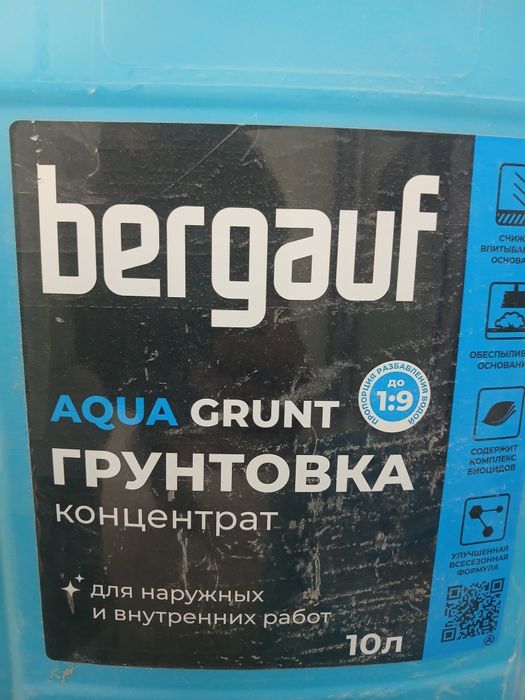 bergauf
AQUA GRUNT
ПРОПОРЦИЯ РАЗБАВЛЕНИЯ ВОДОЙ
до
1:9
ГРУНТОВКА
концентрат
для наружных
и внутренних работ
10л
ОСНОВА
СОДЕРЖИТ
КОМПЛЕКС
БИОЦИДОВ
УЛУЧШЕННАЯ
ВСЕСЕЗОННАЯ
ФОРМУЛА